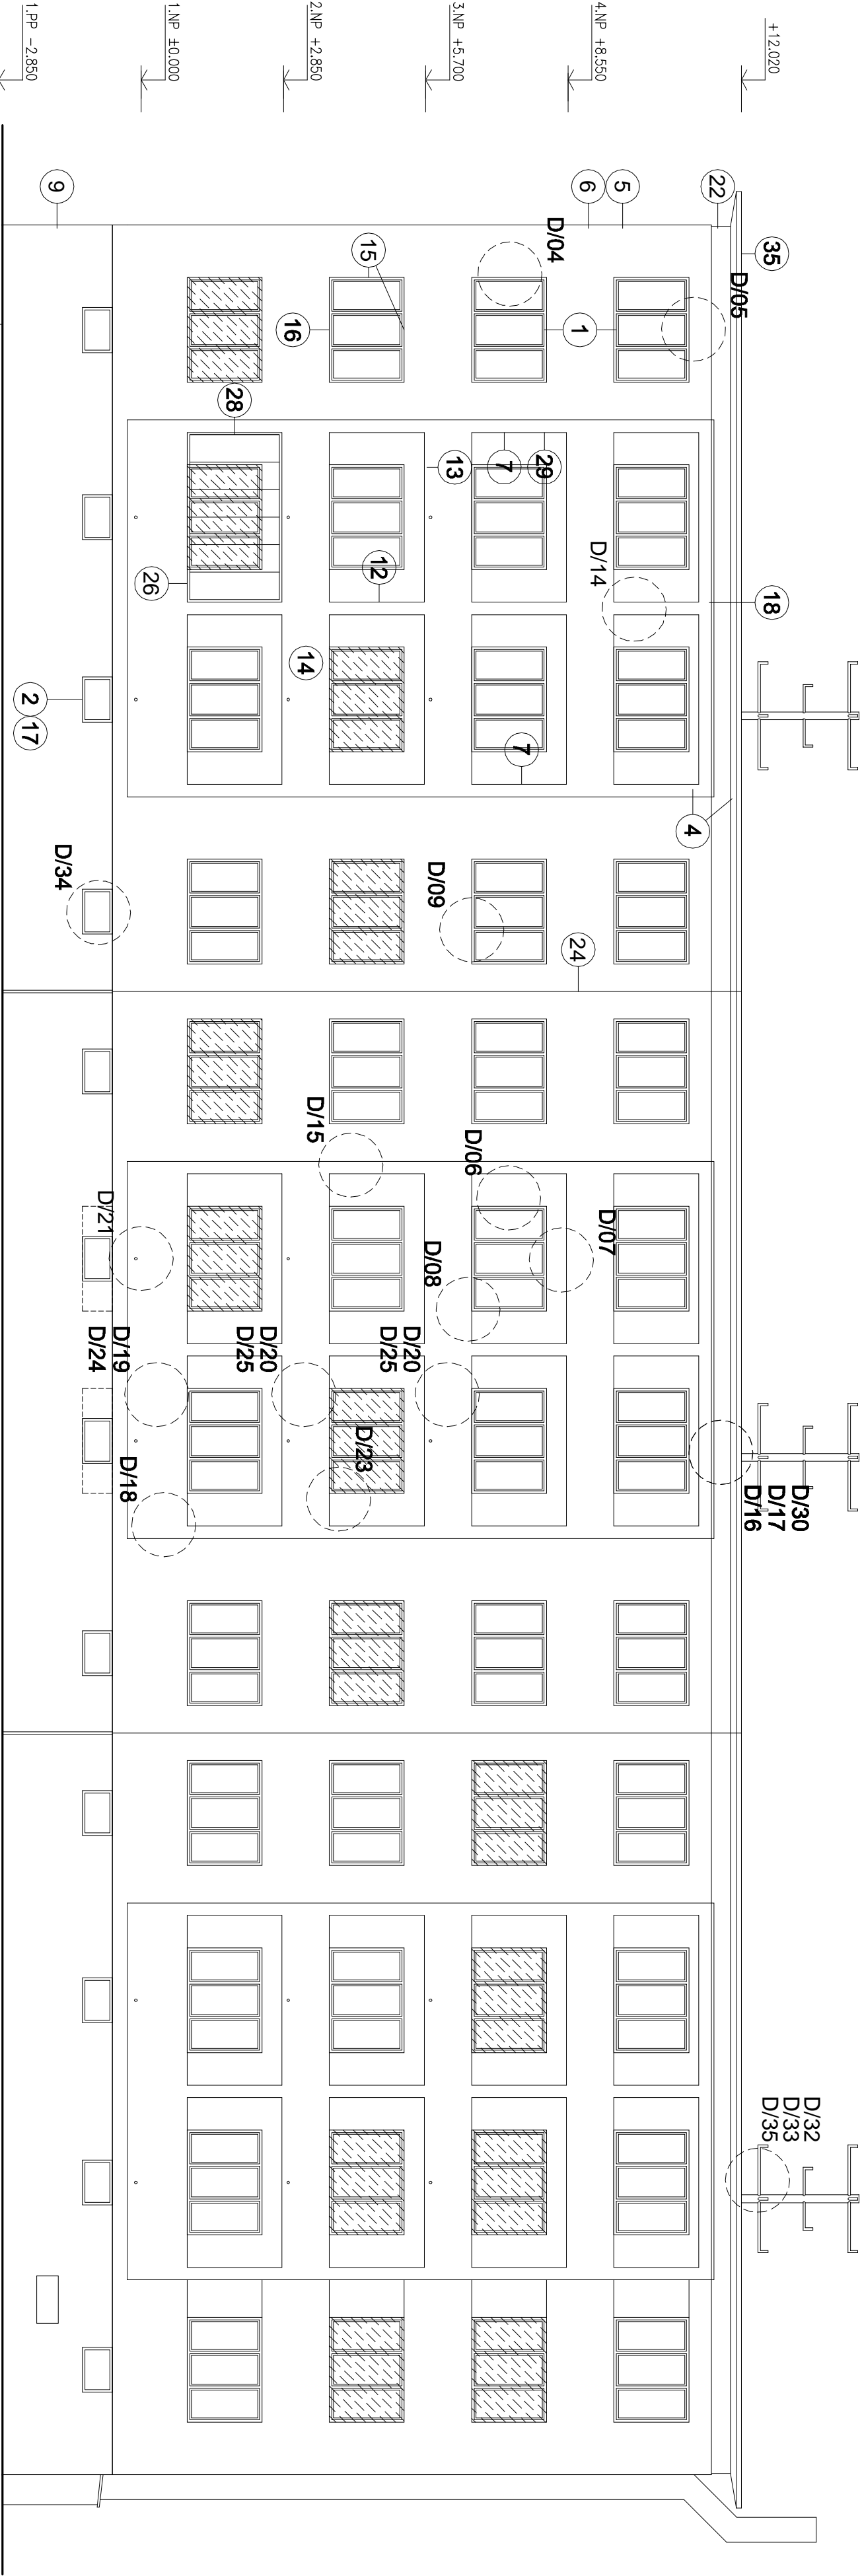 +12.020
4.NP +8.550
3.NP +5.700
2.NP +2.850
1.NP ±0.000
1.PP -2.850
35
22
5
6
9
D/05
D/04
1
15
16
28
29
7
13
12
26
18
D/14
14
7
2
17
4
D/34
D/09
24
D/15
D/06
D/07
D/08
D/21
D/19
D/24
D/20
D/25
D/20
D/25
D/18
D/23
D/30
D/17
D/16
D/32
D/33
D/35